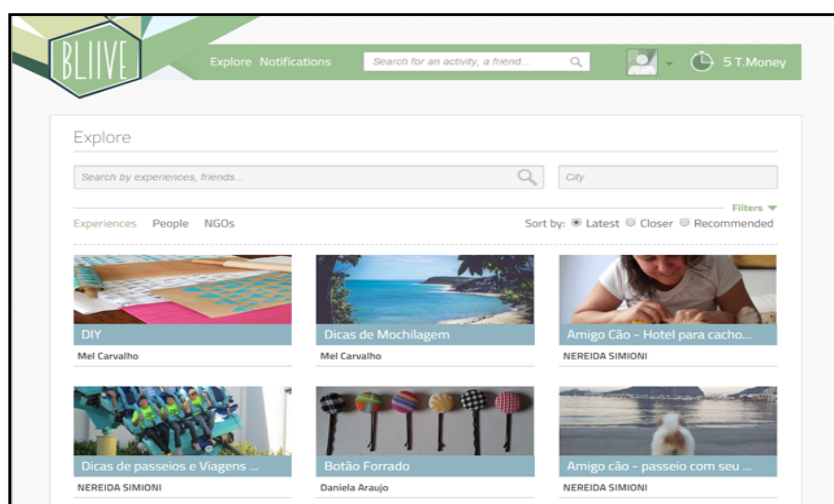 BLIIVE
Explore Notifications Search for an activity, a friend... 5 T.Money
Explore
Search by experiences, friends... City
Filters
Experiences People NGOs Sort by: Latest Closer Recommended
DIY Dicas de Mochilagem Amigo Cão - Hotel para cacho...
Mel Carvalho Mel Carvalho NEREIDA SIMIONI
Dicas de passeios e Viagens ... Botão Forrado Amigo cão - passeio com seu ...
NEREIDA SIMIONI Daniela Araujo NEREIDA SIMIONI